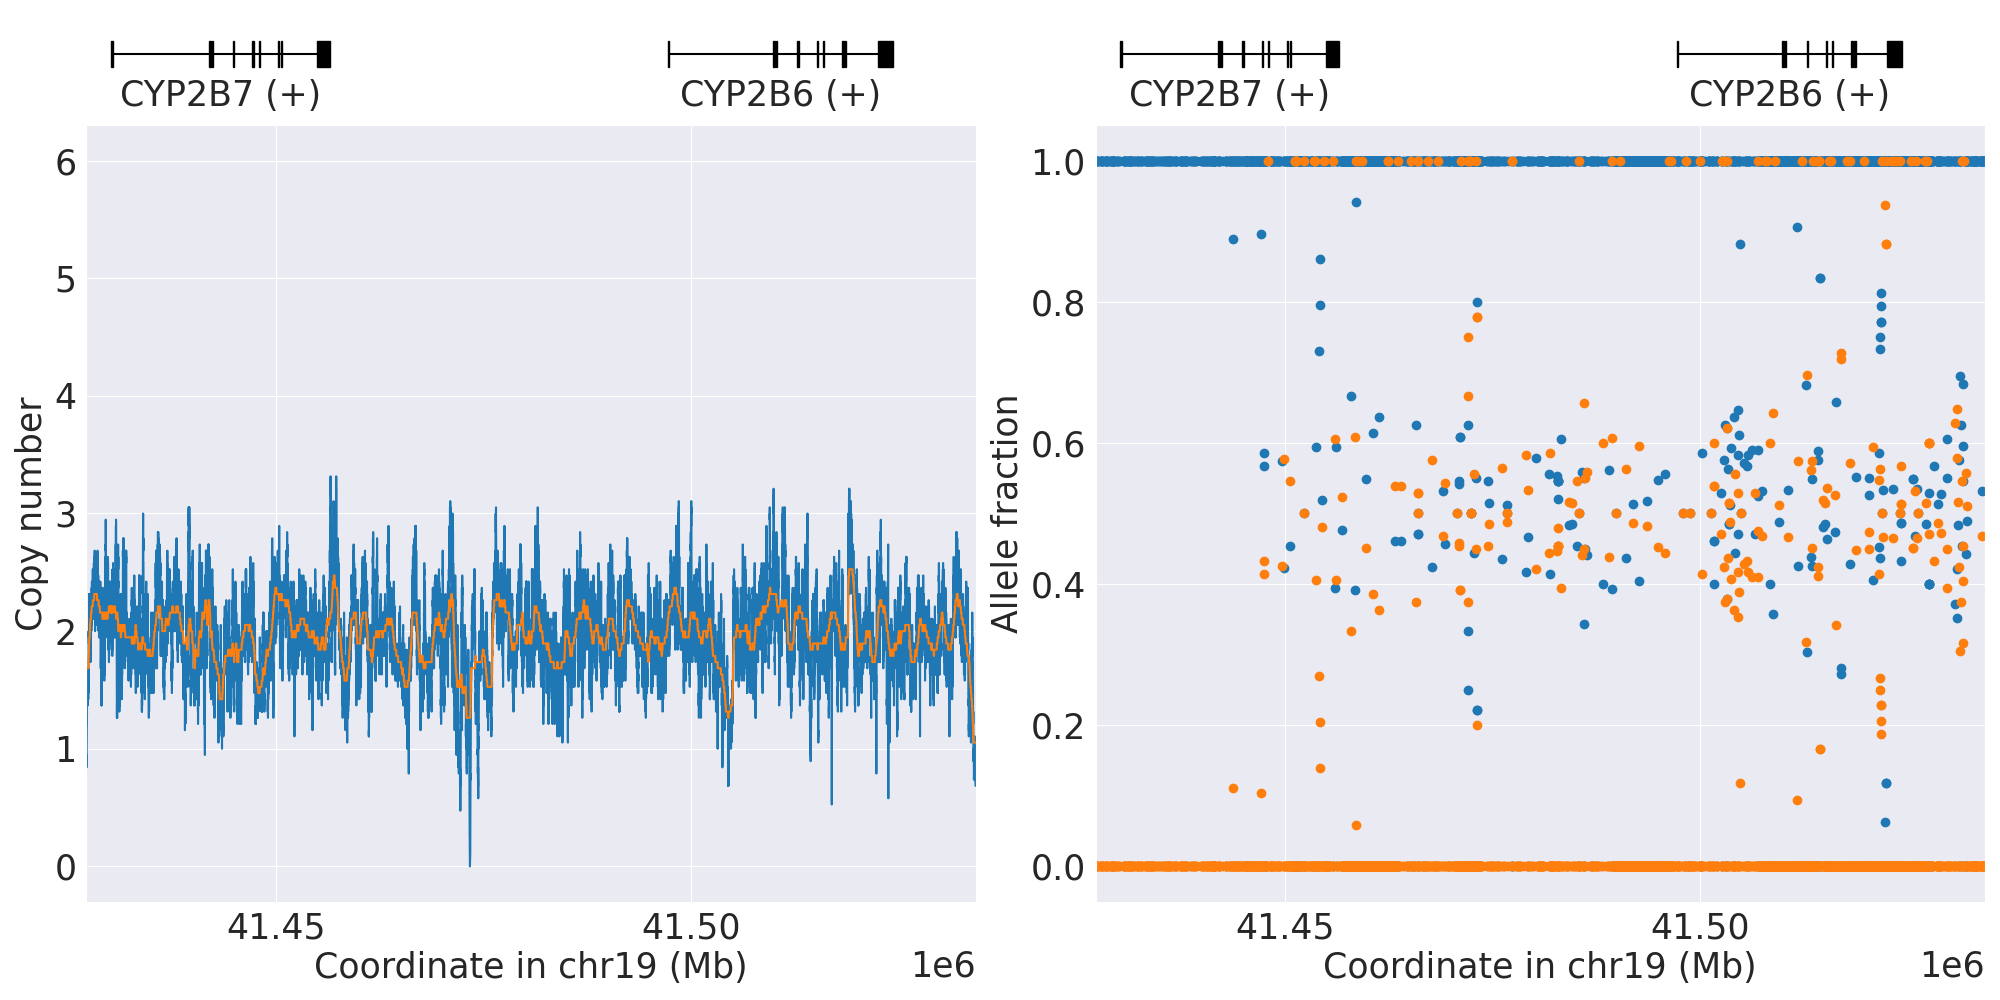 CYP2B7 (+)
CYP2B6 (+)
6
5
4
3
2
1
0
Copy number
41.45
41.50
Coordinate in chr19 (Mb)
1e6
CYP2B7 (+)
CYP2B6 (+)
1.0
0.8
0.6
0.4
0.2
0.0
Allele fraction
41.45
41.50
Coordinate in chr19 (Mb)
1e6